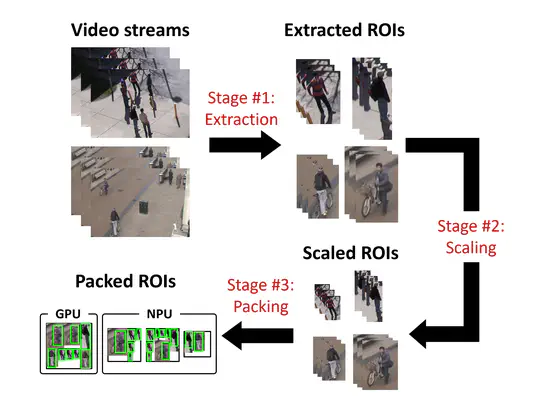 Video streams
Extracted ROIs
Stage #1:
Extraction
Stage #2:
Scaling
Scaled ROIs
Stage #3:
Packing
Packed ROIs
GPU
NPU